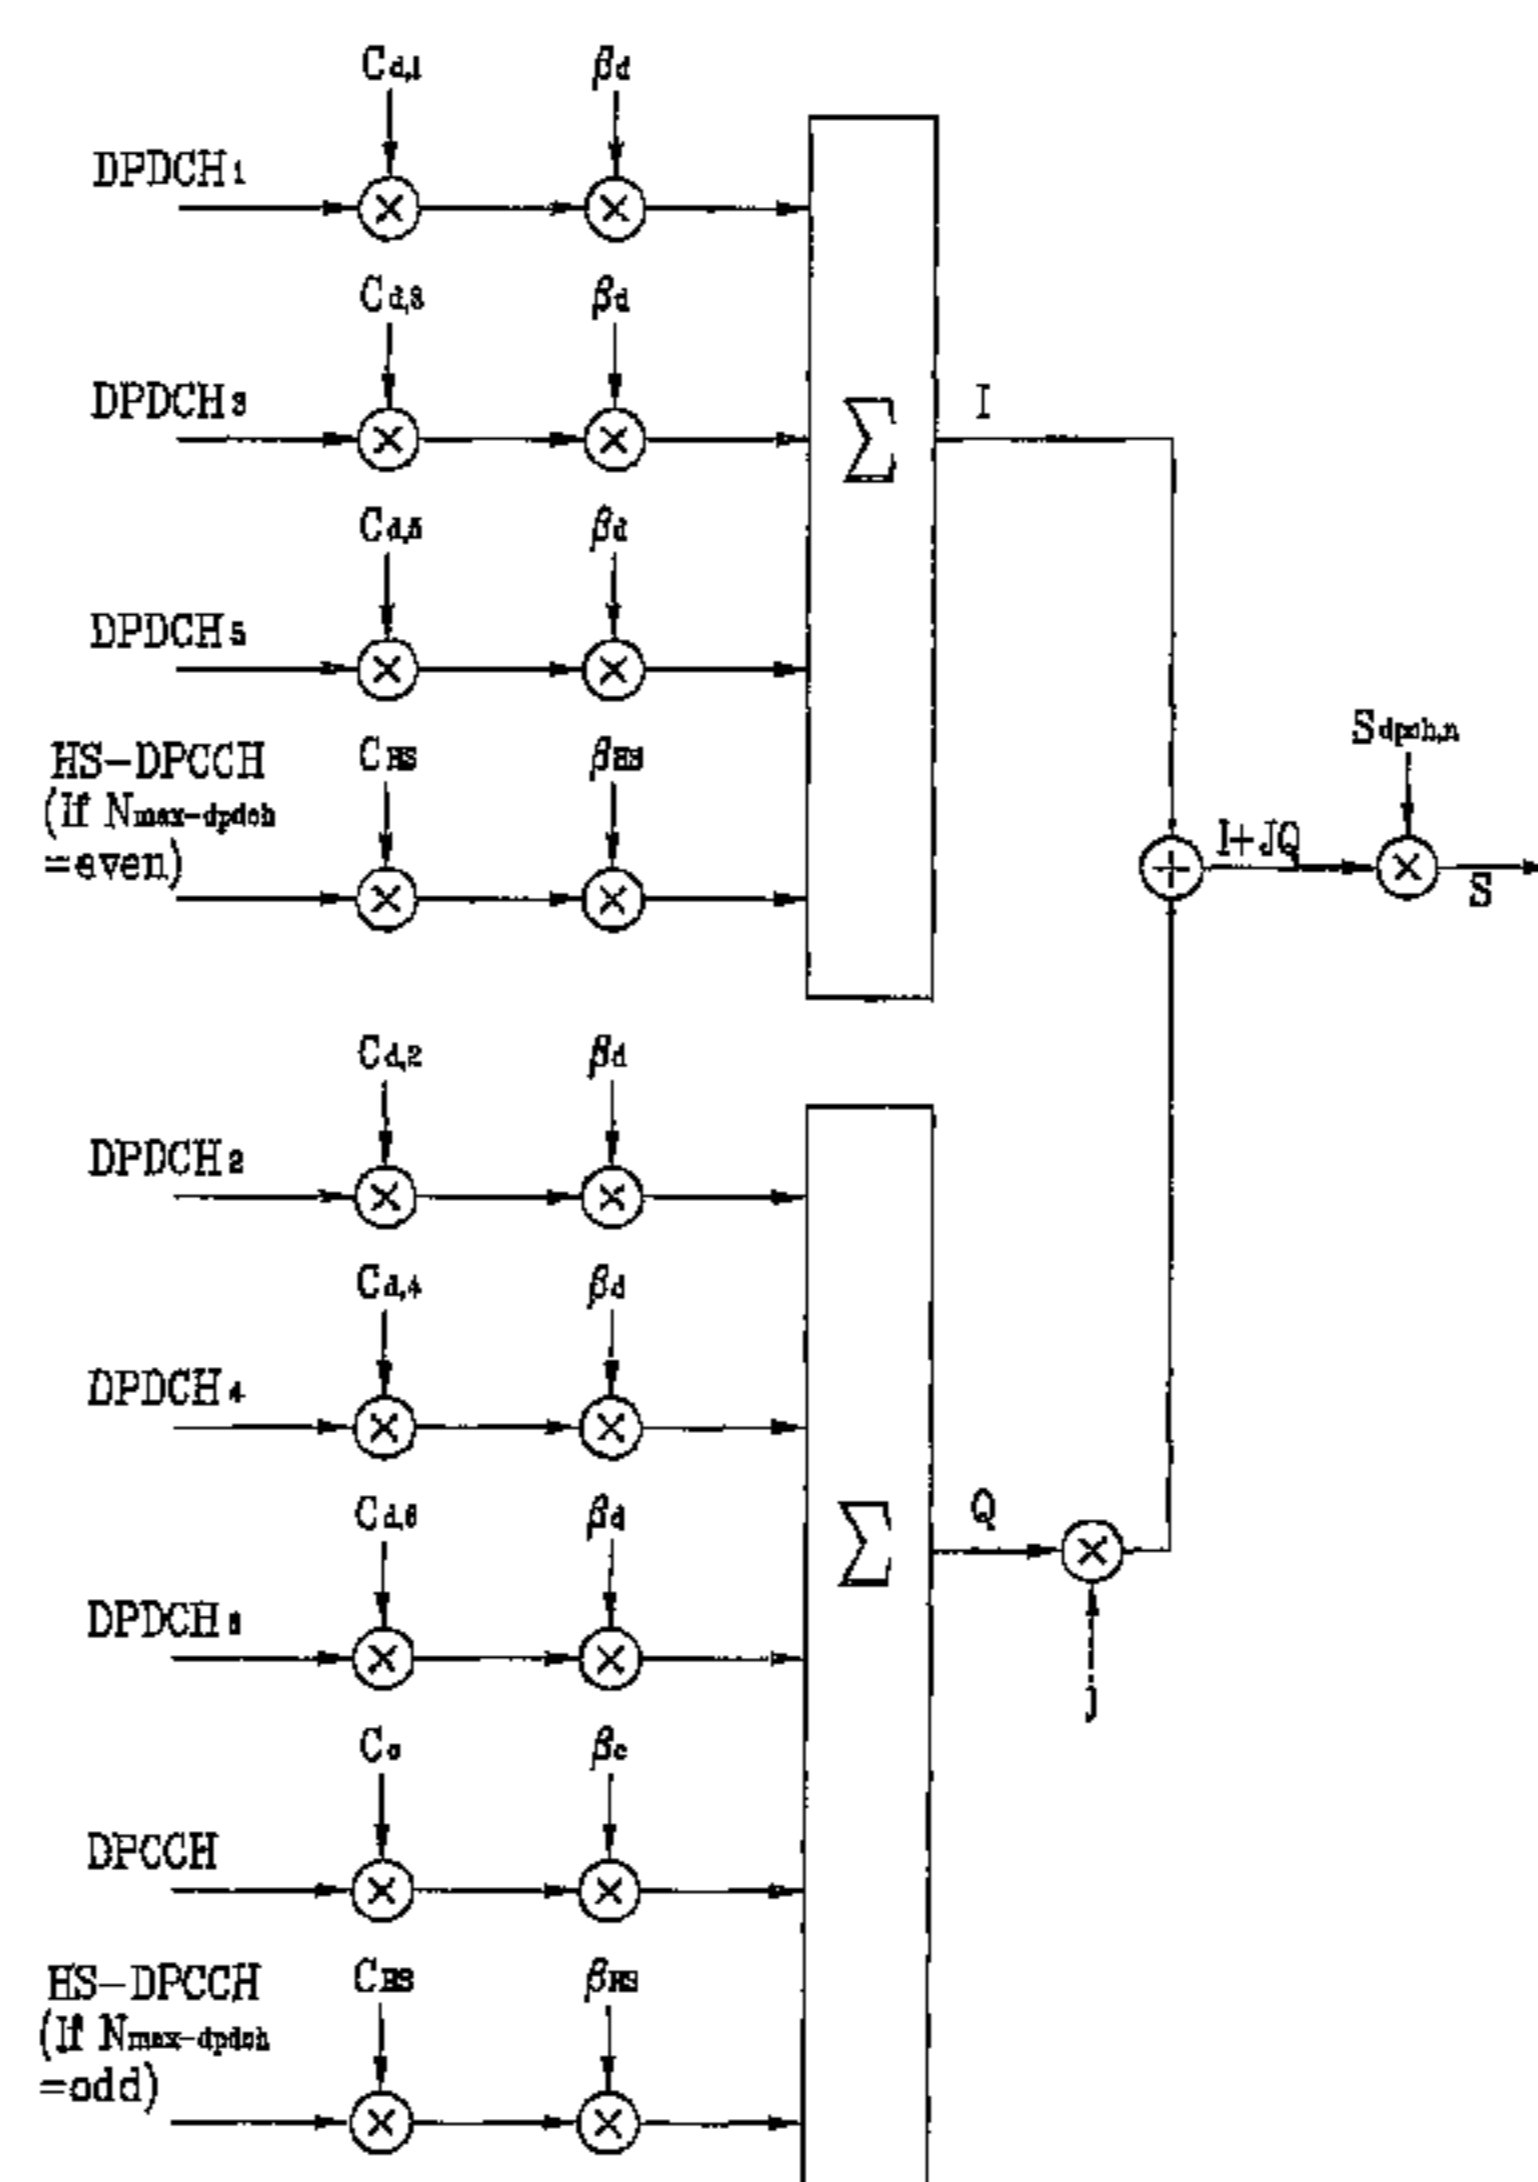 Cd,1 βd
DPDCH1
Cd,3 βd
DPDCH3
Σ I
Cd,5 βd
DPDCH5
Sdpch,n
HS-DPCCH CHS βHS
(If Nmax-dpdch
=even)
I+JQ
S
Cd,2 βd
DPDCH2
Cd,4 βd
DPDCH4
Cd,6 βd
Σ Q
DPDCH6
j
Cc βc
DPCCH
HS-DPCCH CHS βHS
(If Nmax-dpdch
=odd)